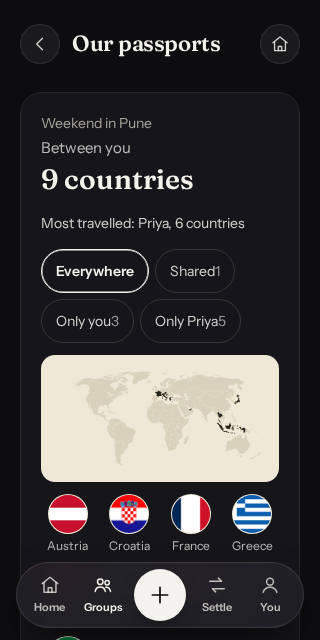 Our passports
Weekend in Pune
Between you
9 countries
Most travelled: Priya, 6 countries
Everywhere
Shared1
Only you3
Only Priya5
Austria
Croatia
France
Greece
Home
Groups
Settle
You